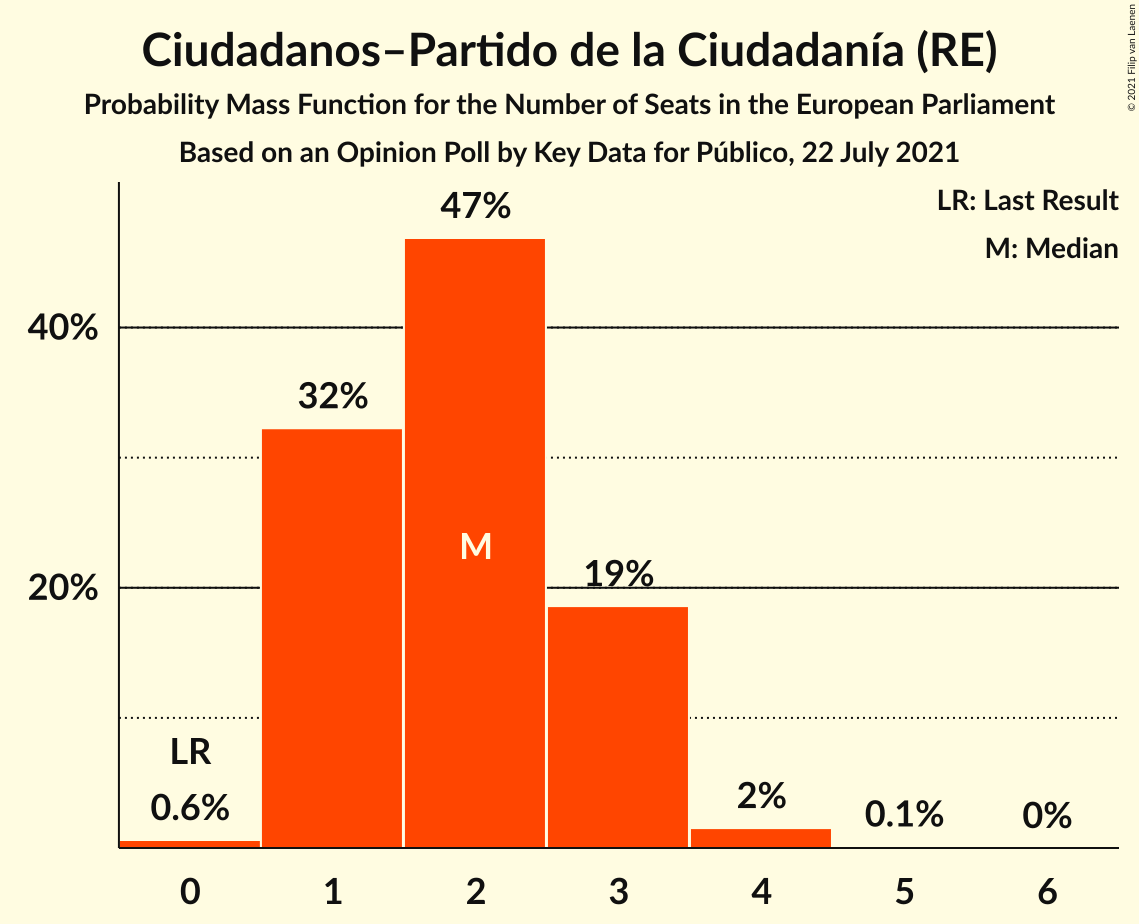 Ciudadanos–Partido de la Ciudadanía (RE)
Probability Mass Function for the Number of Seats in the European Parliament
Based on an Opinion Poll by Key Data for Público, 22 July 2021
© 2021 Filip van Laenen
LR: Last Result
M: Median
47%
40%
32%
M
19%
20%
LR
0.6%
2%
0.1%
0%
0 1 2 3 4 5 6